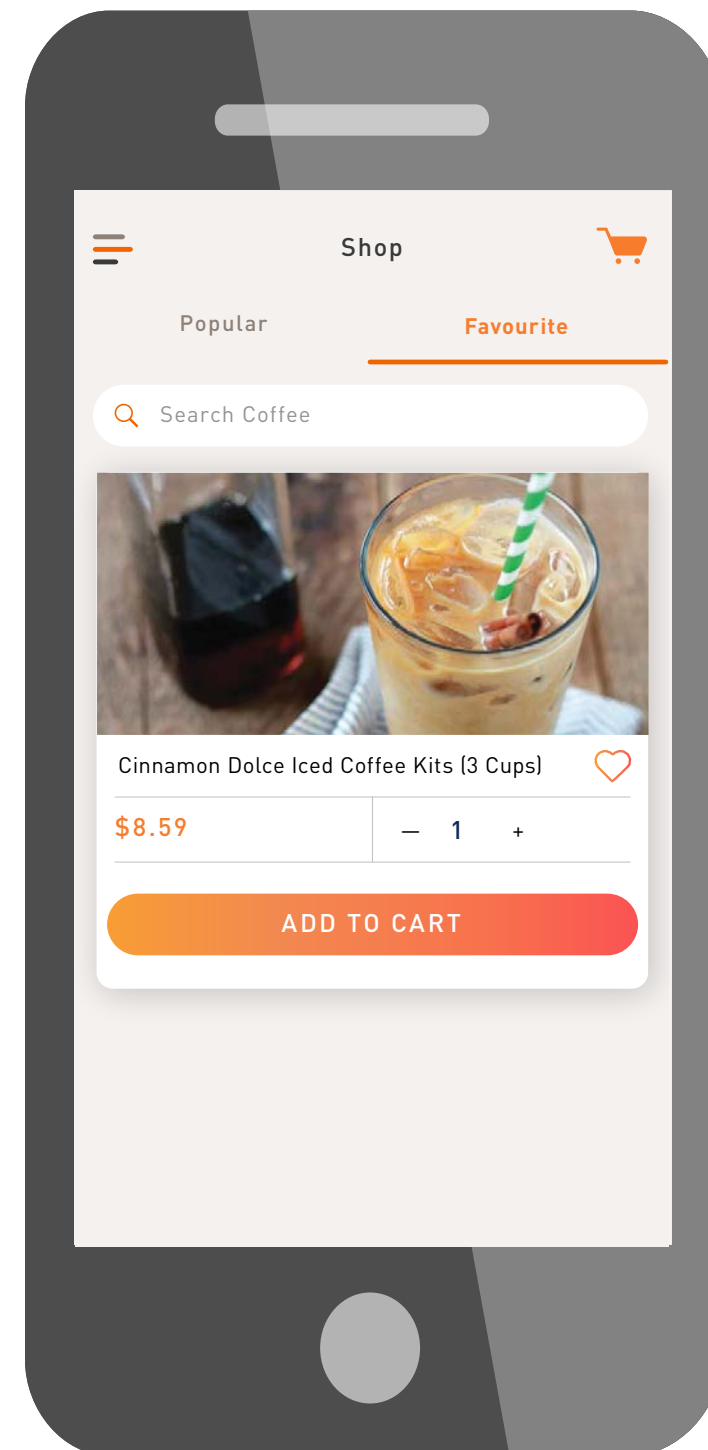 Shop
Popular Favourite
Search Coffee
Cinnamon Dolce Iced Coffee Kits (3 Cups)
$8.59 — 1 +
ADD TO CART